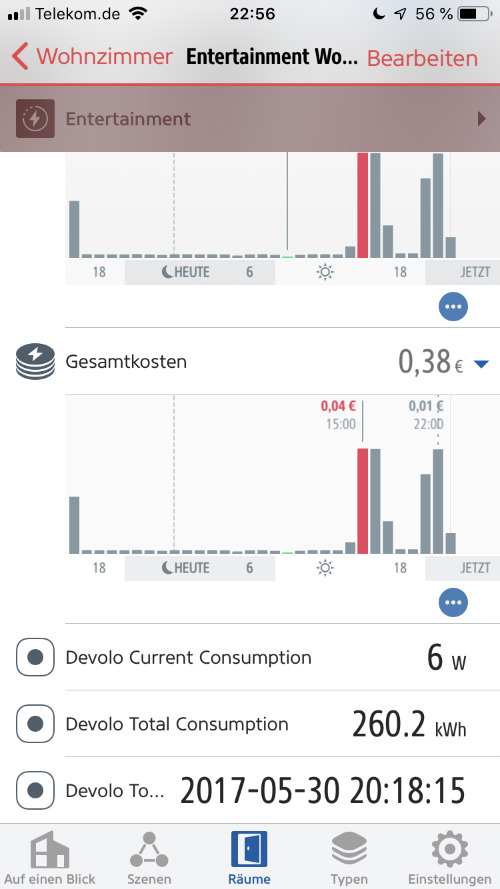 Telekom.de 22:56 56 %
Wohnzimmer Entertainment Wo... Bearbeiten
Entertainment
18 HEUTE 6 18 JETZT
Gesamtkosten 0,38 €
0,04 € 0,01 €
15:00 22:00
18 HEUTE 6 18 JETZT
Devolo Current Consumption 6 W
Devolo Total Consumption 260.2 kWh
Devolo To... 2017-05-30 20:18:15
Auf einen Blick Szenen Räume Typen Einstellungen